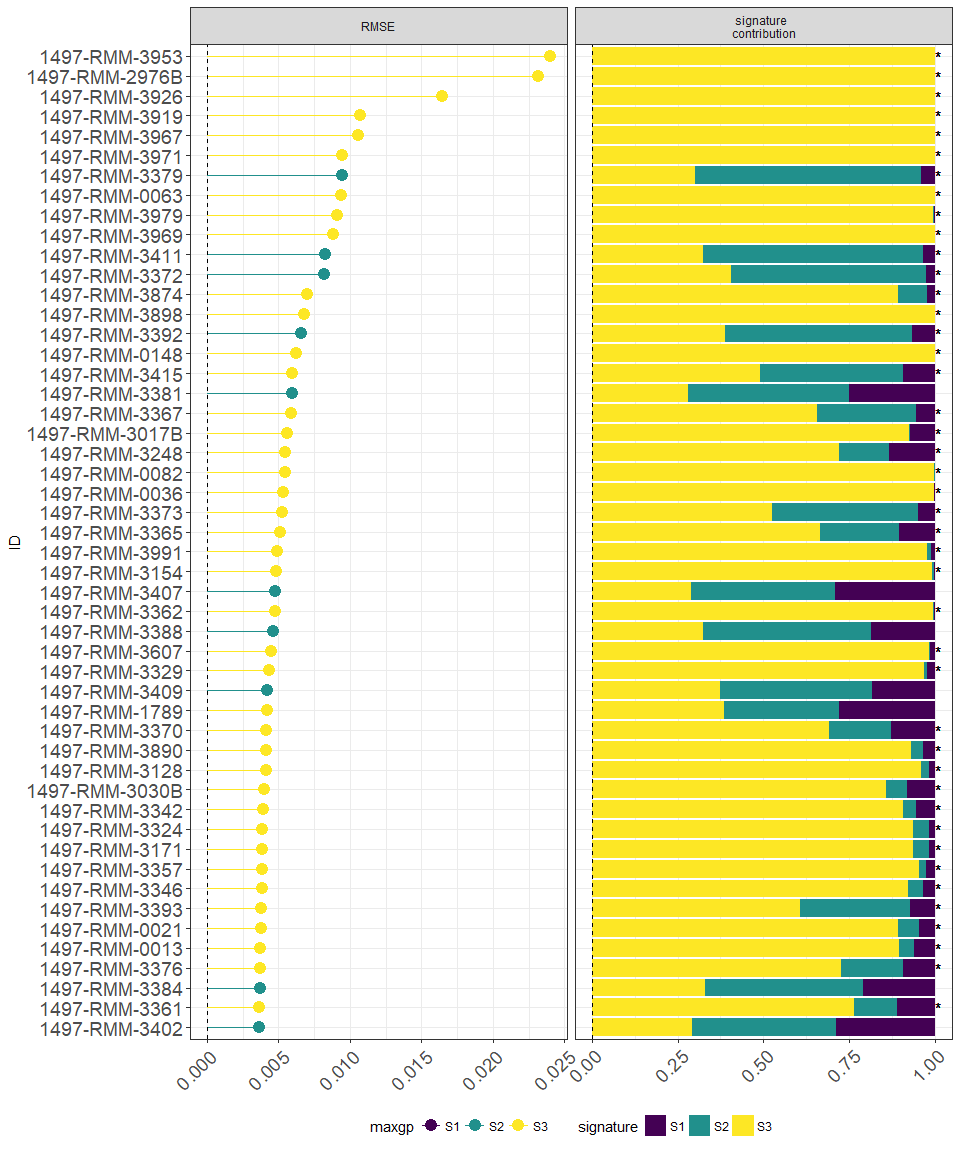 RMSE
signature
contribution
ID
1497-RMM-3953
1497-RMM-2976B
1497-RMM-3926
1497-RMM-3919
1497-RMM-3967
1497-RMM-3971
1497-RMM-3379
1497-RMM-0063
1497-RMM-3979
1497-RMM-3969
1497-RMM-3411
1497-RMM-3372
1497-RMM-3874
1497-RMM-3898
1497-RMM-3392
1497-RMM-0148
1497-RMM-3415
1497-RMM-3381
1497-RMM-3367
1497-RMM-3017B
1497-RMM-3248
1497-RMM-0082
1497-RMM-0036
1497-RMM-3373
1497-RMM-3365
1497-RMM-3991
1497-RMM-3154
1497-RMM-3407
1497-RMM-3362
1497-RMM-3388
1497-RMM-3607
1497-RMM-3329
1497-RMM-3409
1497-RMM-1789
1497-RMM-3370
1497-RMM-3890
1497-RMM-3128
1497-RMM-3030B
1497-RMM-3342
1497-RMM-3324
1497-RMM-3171
1497-RMM-3357
1497-RMM-3346
1497-RMM-3393
1497-RMM-0021
1497-RMM-0013
1497-RMM-3376
1497-RMM-3384
1497-RMM-3361
1497-RMM-3402
0.000 0.005 0.010 0.015 0.020 0.025
0.00 0.25 0.50 0.75 1.00
maxgp S1 S2 S3
signature S1 S2 S3